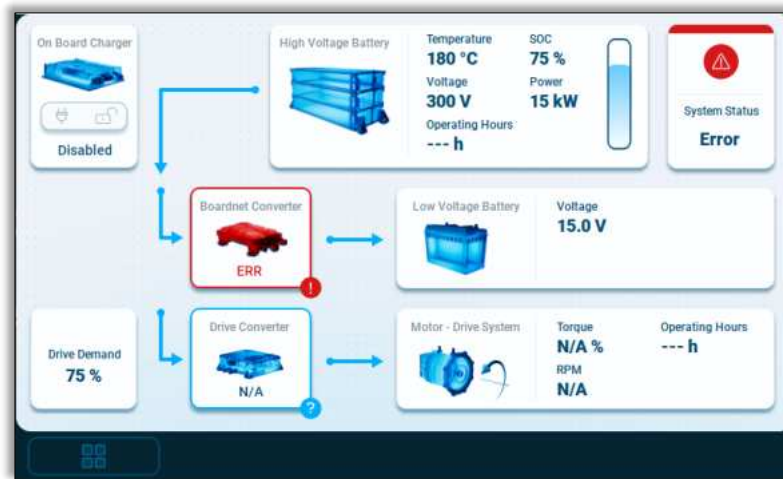 On Board Charger
Disabled
High Voltage Battery
Temperature
180 °C
SOC
75 %
Voltage
300 V
Power
15 kW
Operating Hours
--- h
System Status
Error
Boardnet Converter
ERR
!
Low Voltage Battery
Voltage
15.0 V
Drive Demand
75 %
Drive Converter
N/A
?
Motor - Drive System
Torque
N/A %
Operating Hours
--- h
RPM
N/A